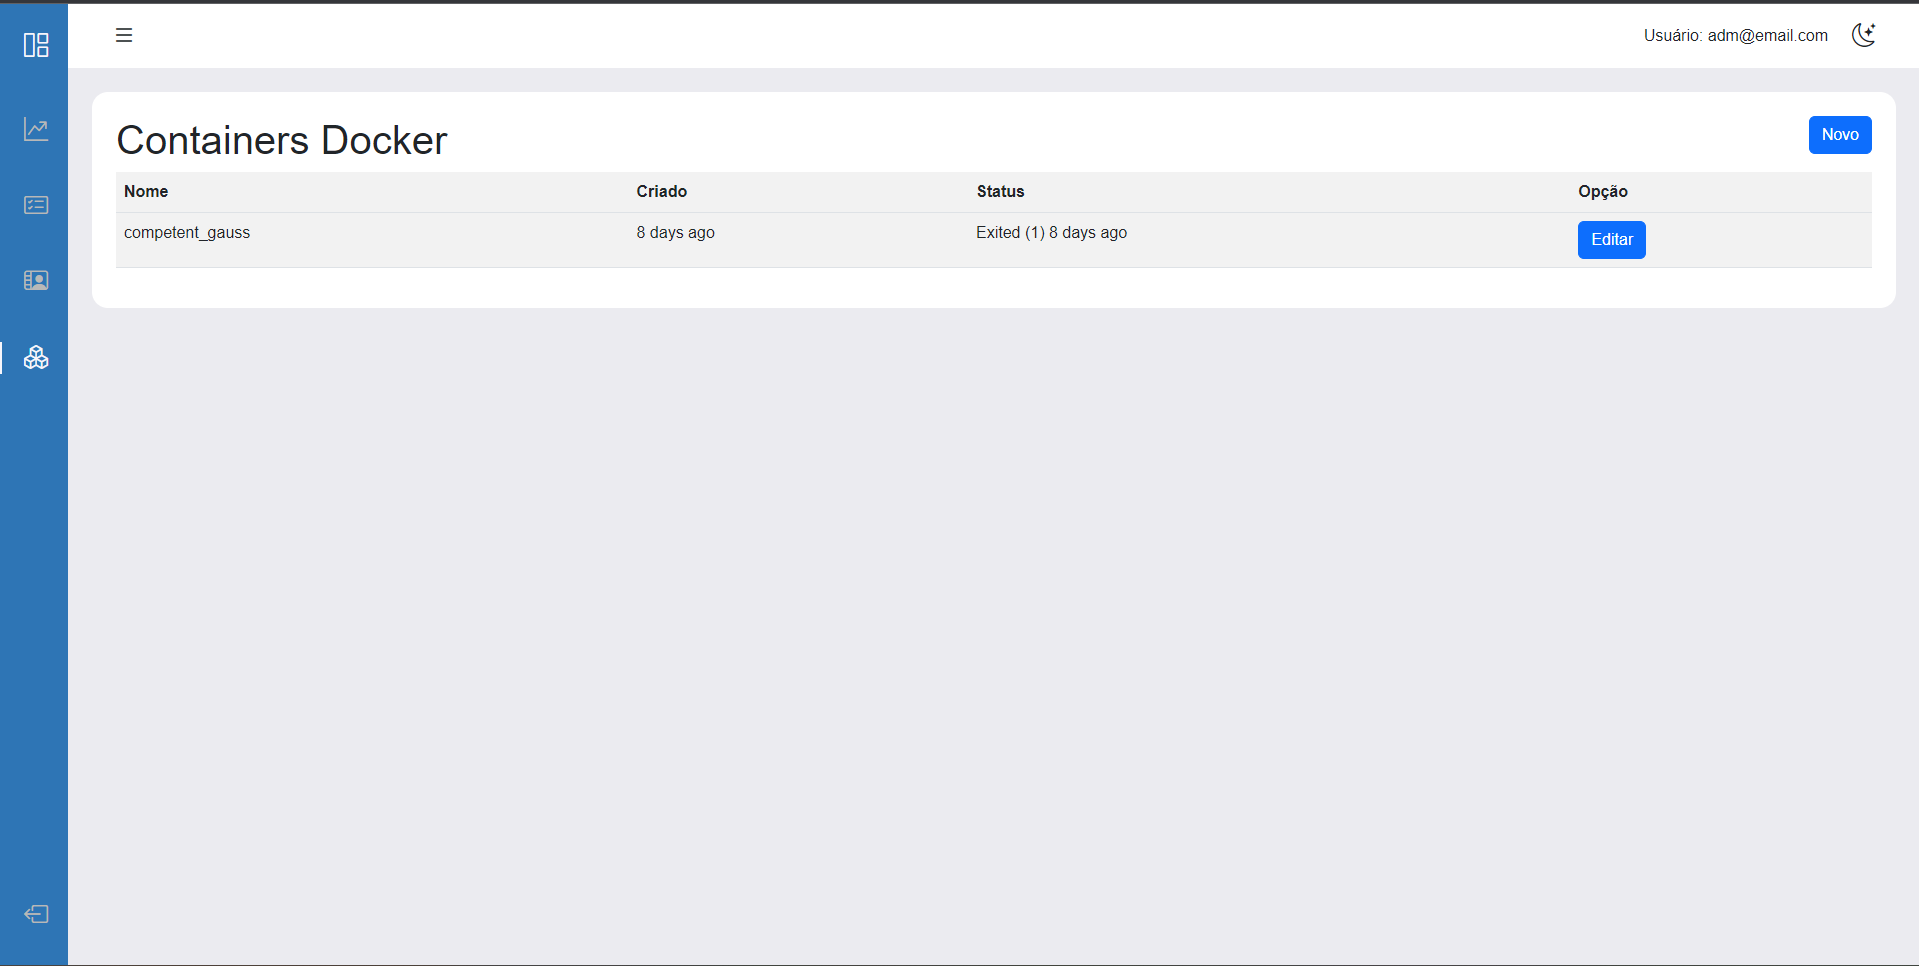 Usuário: adm@email.com
Containers Docker
Novo
Nome Criado Status Opção
competent_gauss 8 days ago Exited (1) 8 days ago Editar